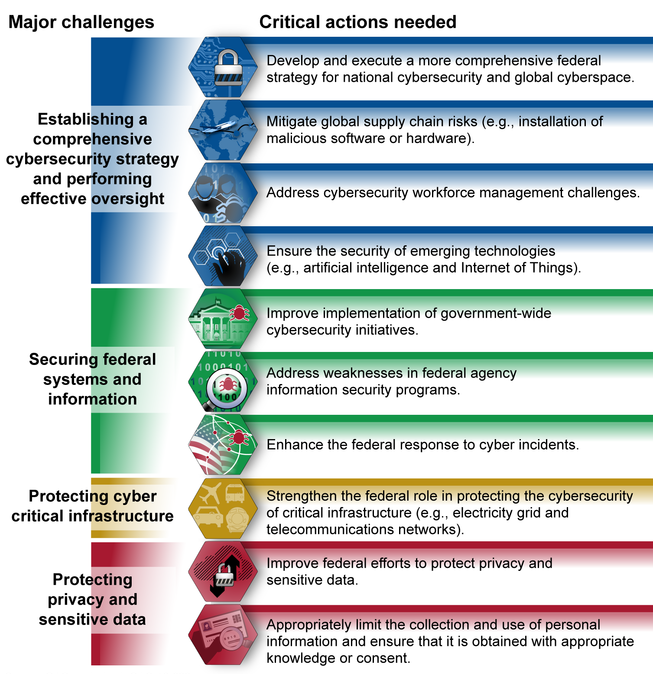 Major challenges
Critical actions needed
Establishing a
comprehensive
cybersecurity strategy
and performing
effective oversight
Develop and execute a more comprehensive federal
strategy for national cybersecurity and global cyberspace.
Mitigate global supply chain risks (e.g., installation of
malicious software or hardware).
Address cybersecurity workforce management challenges.
Ensure the security of emerging technologies
(e.g., artificial intelligence and Internet of Things).
Securing federal
systems and
information
Improve implementation of government-wide
cybersecurity initiatives.
Address weaknesses in federal agency
information security programs.
Enhance the federal response to cyber incidents.
Protecting cyber
critical infrastructure
Strengthen the federal role in protecting the cybersecurity
of critical infrastructure (e.g., electricity grid and
telecommunications networks).
Protecting
privacy and
sensitive data
Improve federal efforts to protect privacy and
sensitive data.
Appropriately limit the collection and use of personal
information and ensure that it is obtained with appropriate
knowledge or consent.